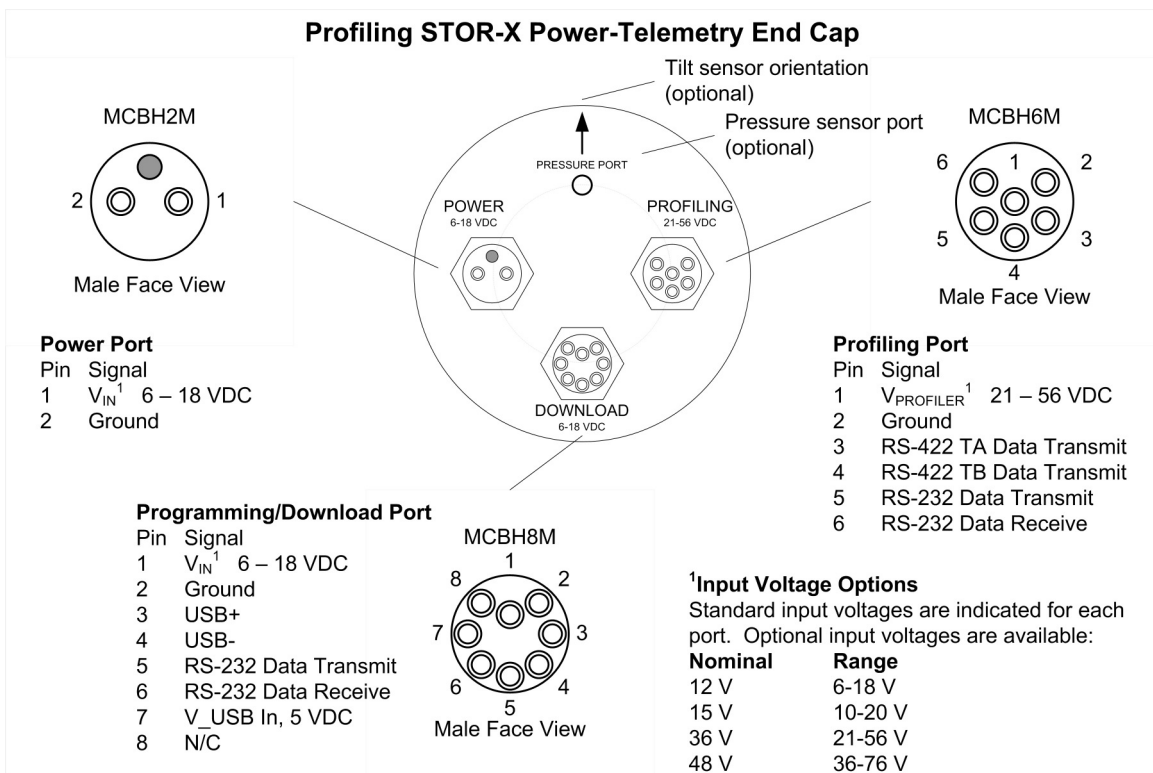 Profiling STOR-X Power-Telemetry End Cap
Tilt sensor orientation
(optional)
Pressure sensor port
(optional)
MCBH2M
2
1
Male Face View
PRESSURE PORT
POWER
6-18 VDC
PROFILING
21-56 VDC
DOWNLOAD
6-18 VDC
MCBH6M
6
1
2
5
3
4
Male Face View
Power Port
Pin Signal
1 VIN1 6 – 18 VDC
2 Ground
Profiling Port
Pin Signal
1 VPROFILER1 21 – 56 VDC
2 Ground
3 RS-422 TA Data Transmit
4 RS-422 TB Data Transmit
5 RS-232 Data Transmit
6 RS-232 Data Receive
Programming/Download Port
Pin Signal
1 VIN1 6 – 18 VDC
2 Ground
3 USB+
4 USB-
5 RS-232 Data Transmit
6 RS-232 Data Receive
7 V_USB In, 5 VDC
8 N/C
MCBH8M
1
8
2
7
3
6
4
5
Male Face View
1Input Voltage Options
Standard input voltages are indicated for each
port. Optional input voltages are available:
Nominal Range
12 V 6-18 V
15 V 10-20 V
36 V 21-56 V
48 V 36-76 V